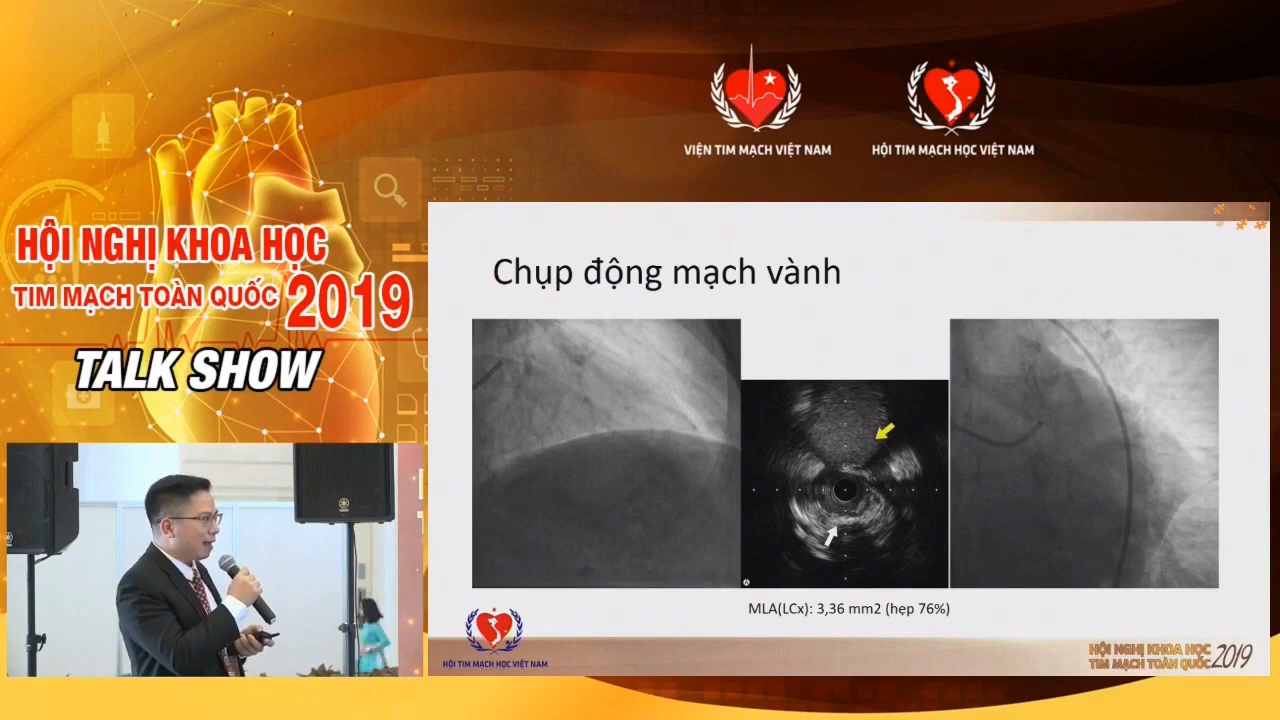 VIỆN TIM MẠCH VIỆT NAM
HỘI TIM MẠCH HỌC VIỆT NAM
HỘI NGHỊ KHOA HỌC
TIM MẠCH TOÀN QUỐC 2019
TALK SHOW
Chụp động mạch vành
MLA(LCx): 3,36 mm2 (hẹp 76%)
HỘI TIM MẠCH HỌC VIỆT NAM
HỘI NGHỊ KHOA HỌC
TIM MẠCH TOÀN QUỐC 2019